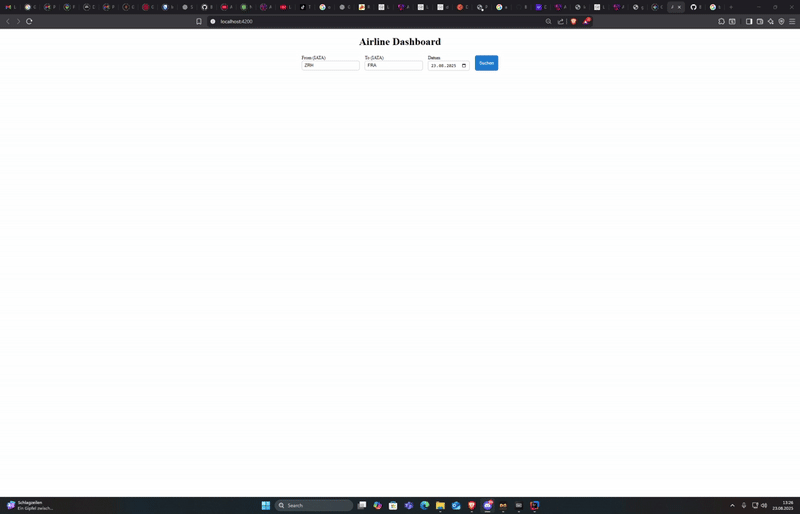 localhost:4200
Airline Dashboard
From (IATA)
To (IATA)
Datum
ZRH
FRA
23.08.2025
Suchen
Schlagzeilen
Ein Gipfel zwisch...
Search
13:26
23.08.2025